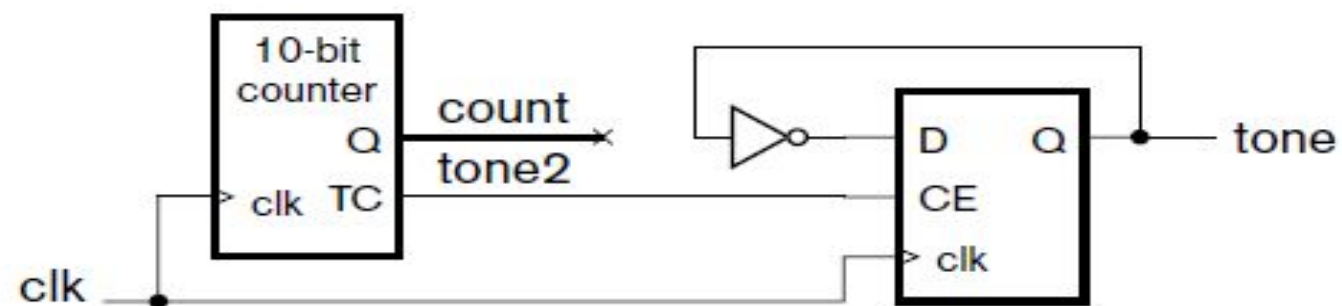 10-bit
counter
Q
clk TC
count
tone2
D Q
CE
clk
tone
clk